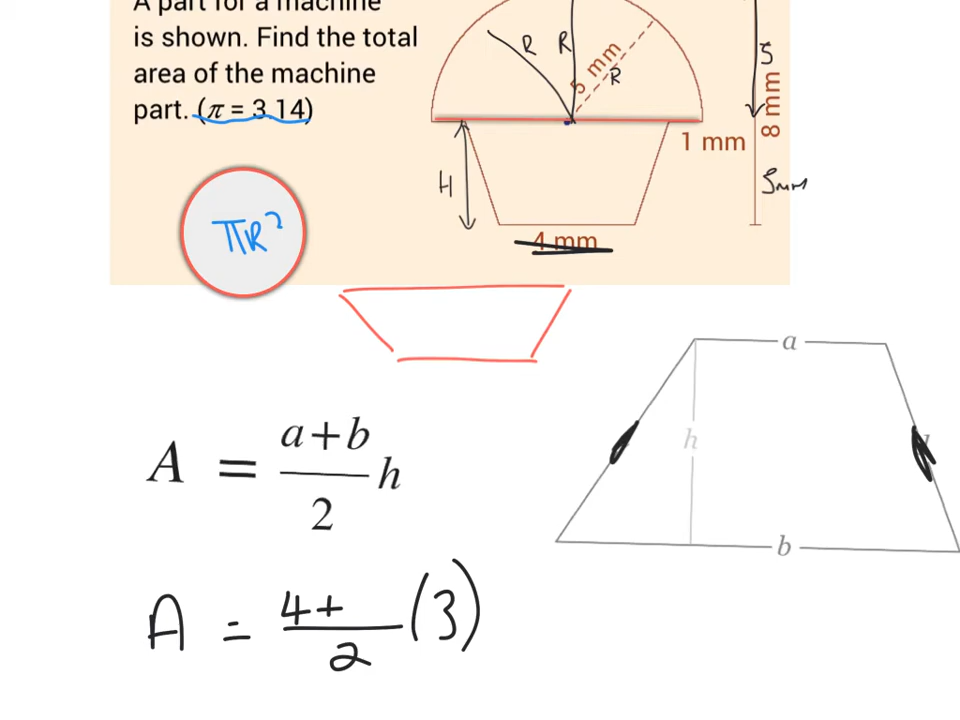 A part for a machine
is shown. Find the total
area of the machine
part. (π = 3.14)
R R 5 mm R
5
8 mm
1 mm
H
3mm
4 mm
πR²
a
h
b
A = a+b/2 h
A = 4+/2 (3)